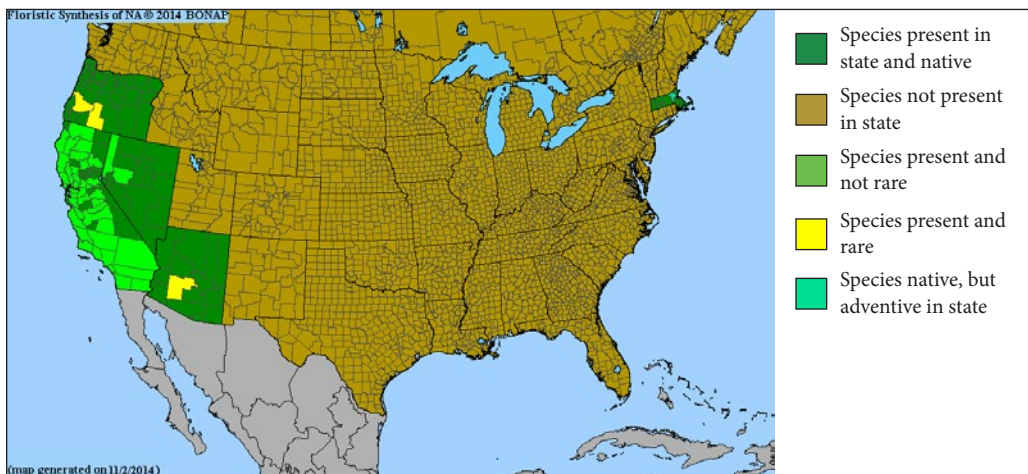 Floristic Synthesis of NA © 2014 BONAP
Species present in
state and native
Species not present
in state
Species present and
not rare
Species present and
rare
Species native, but
adventive in state
(map generated on 11/2/2014)